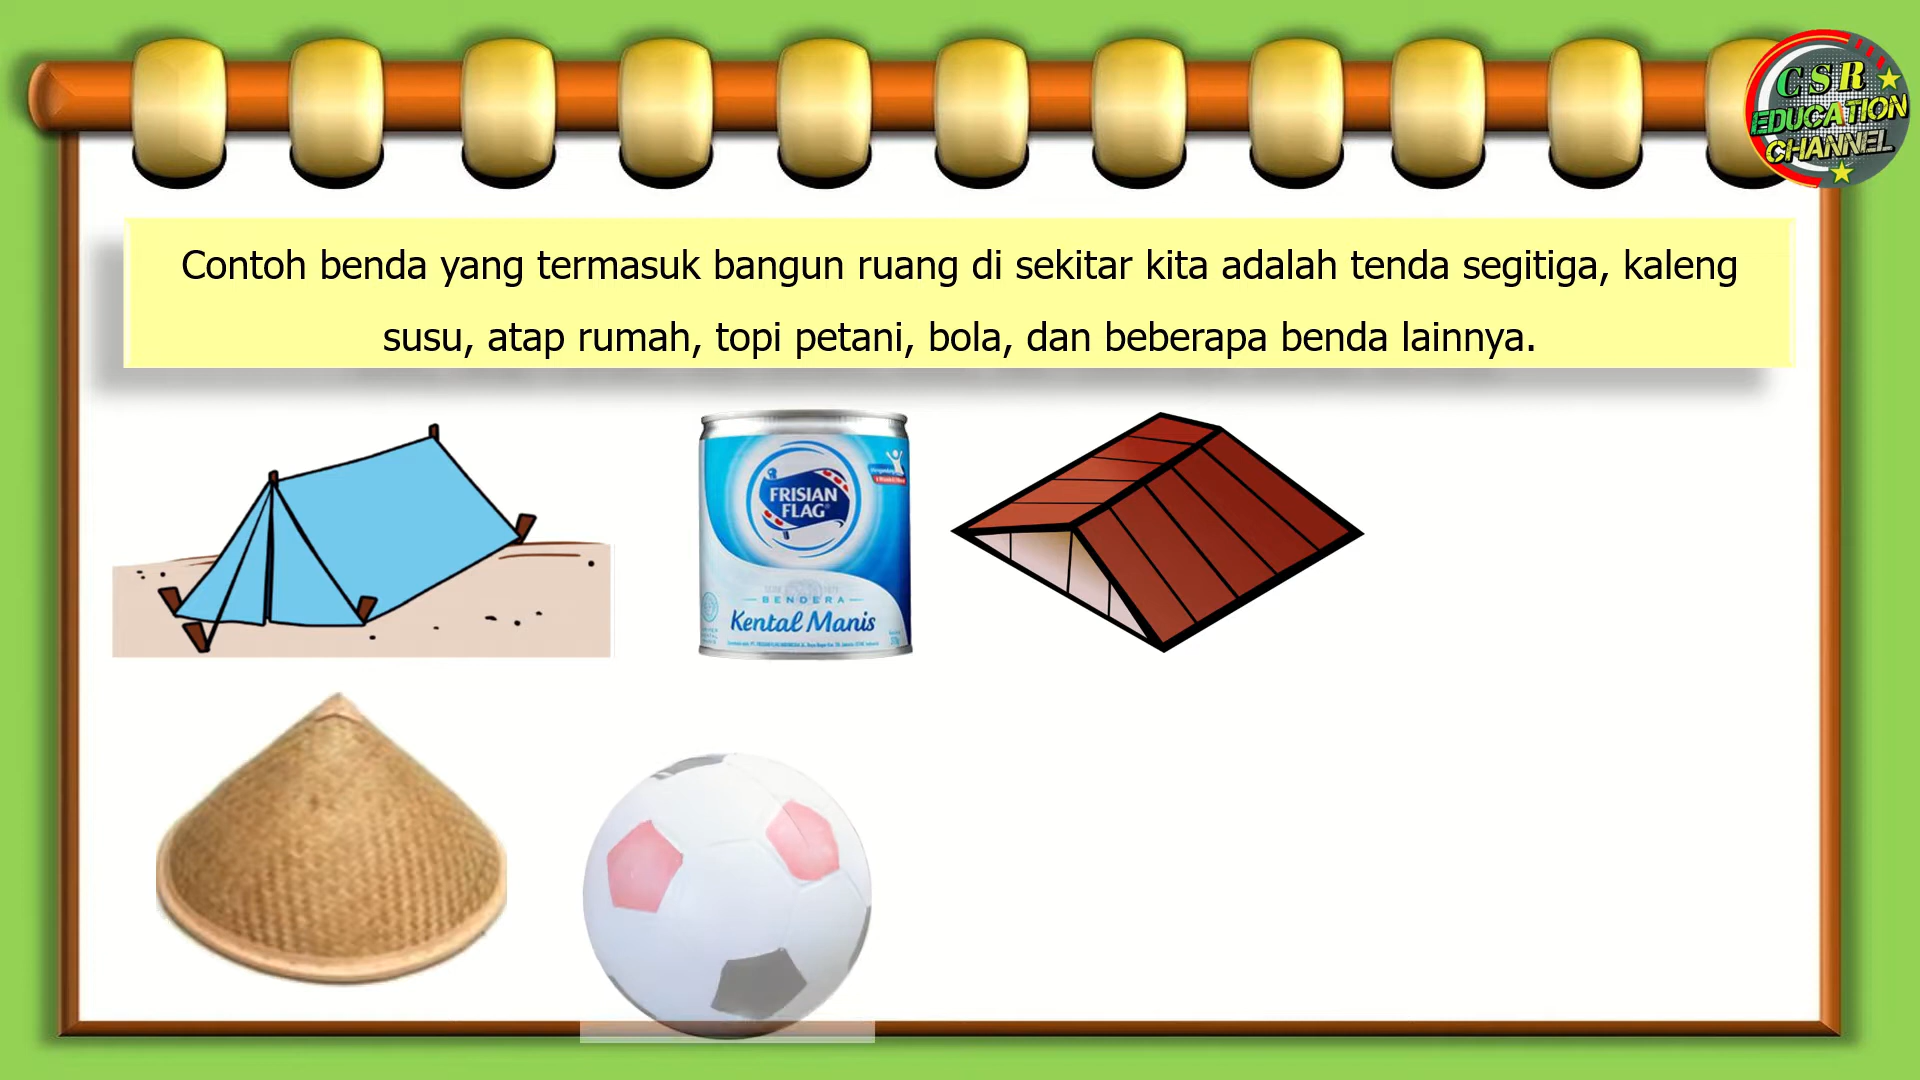 CSR
EDUCATION
CHANNEL
Contoh benda yang termasuk bangun ruang di sekitar kita adalah tenda segitiga, kaleng
susu, atap rumah, topi petani, bola, dan beberapa benda lainnya.
FRISIAN
FLAG
BENDERA
Kental Manis